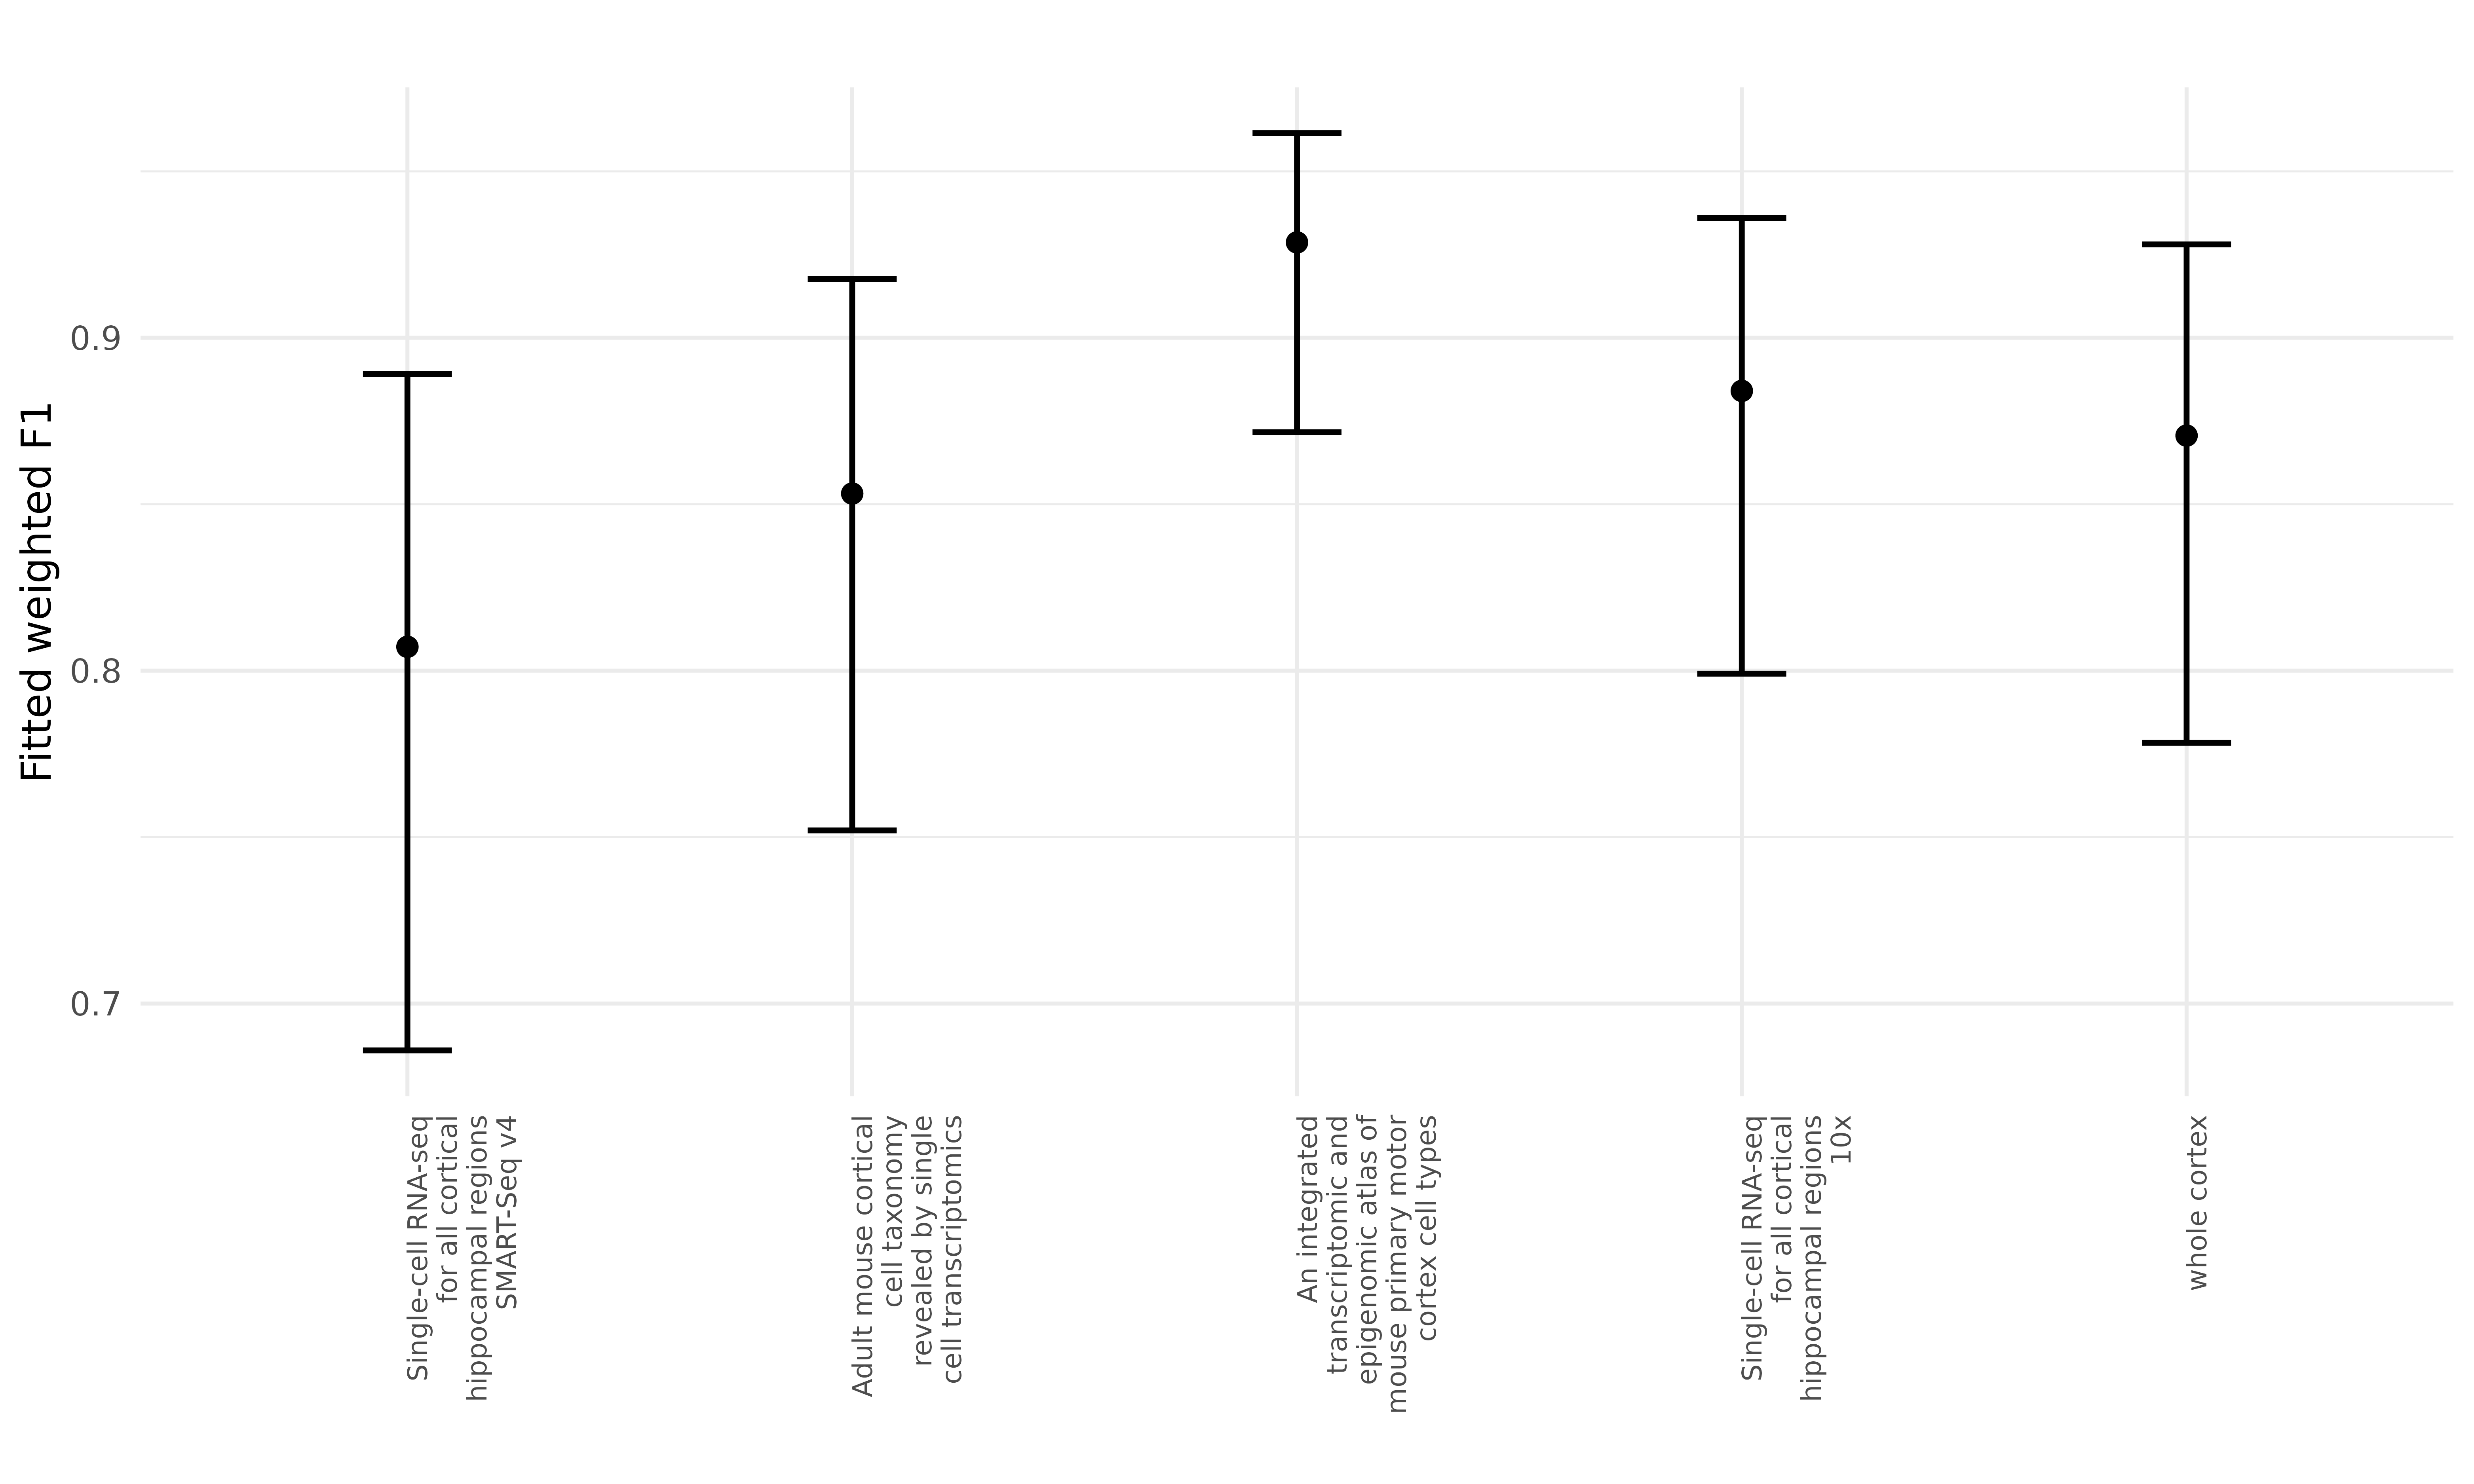 Fitted weighted F1
0.9
0.8
0.7
Single-cell RNA-seq
for all cortical
hippocampal regions
SMART-Seq v4
Adult mouse cortical
cell taxonomy
revealed by single
cell transcriptomics
An integrated
transcriptomic and
epigenomic atlas of
mouse primary motor
cortex cell types
Single-cell RNA-seq
for all cortical
hippocampal regions
10x
whole cortex